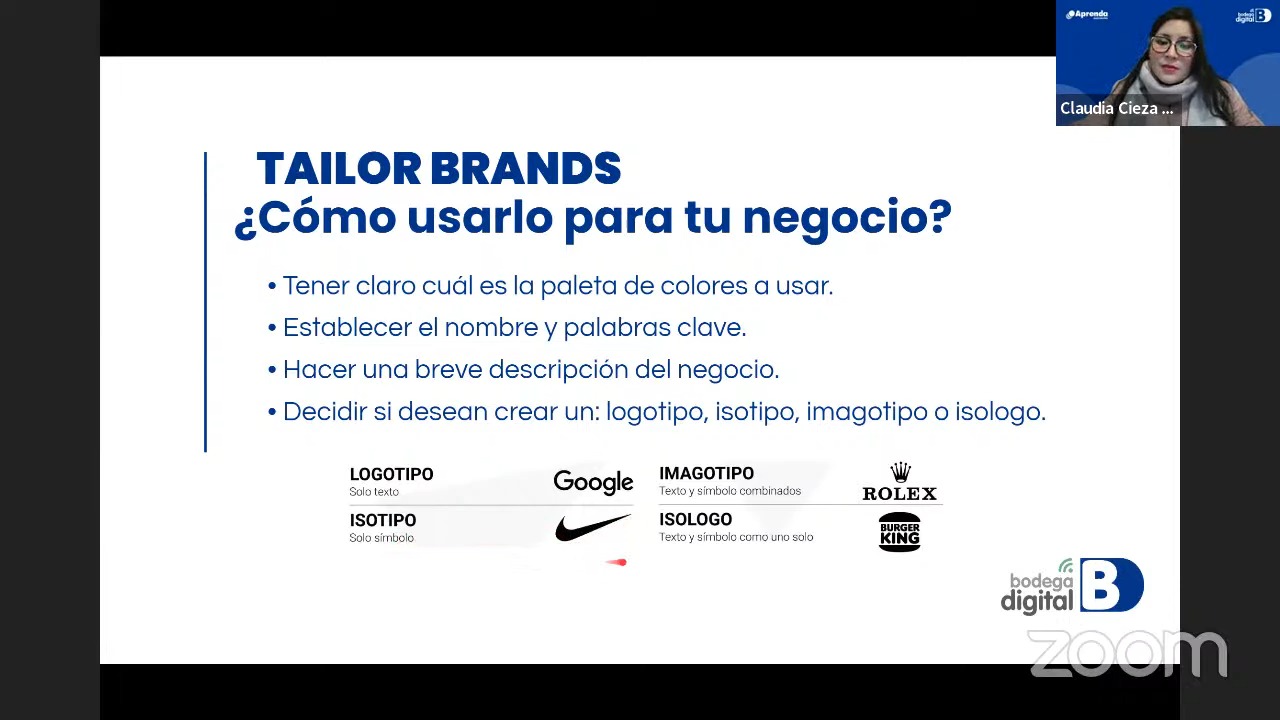 Aprenda
bodega
digital B
Claudia Cieza ...
TAILOR BRANDS
¿Cómo usarlo para tu negocio?
• Tener claro cuál es la paleta de colores a usar.
• Establecer el nombre y palabras clave.
• Hacer una breve descripción del negocio.
• Decidir si desean crear un: logotipo, isotipo, imagotipo o isologo.
LOGOTIPO
Solo texto
Google
IMAGOTIPO
Texto y símbolo combinados
ROLEX
ISOTIPO
Solo símbolo
ISOLOGO
Texto y símbolo como uno solo
BURGER
KING
bodega
digital B
zoom